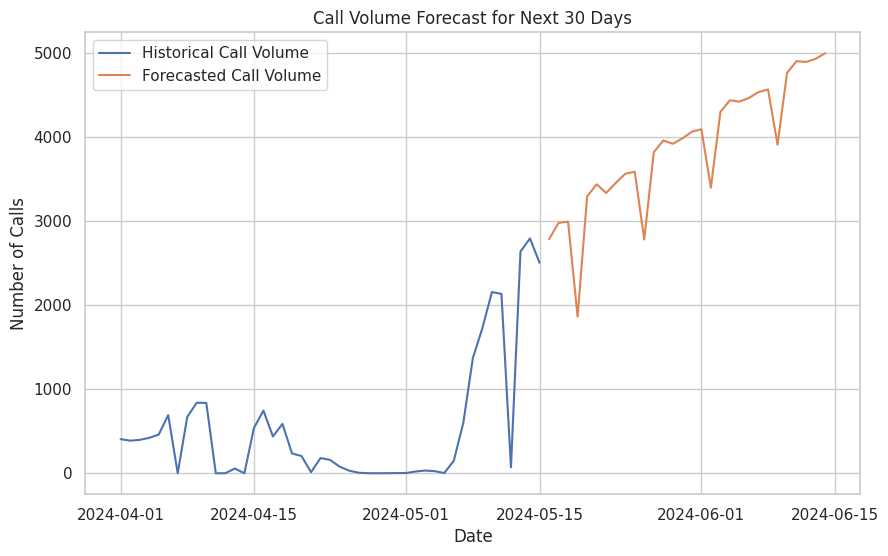 Call Volume Forecast for Next 30 Days
Historical Call Volume
Forecasted Call Volume
Number of Calls
5000
4000
3000
2000
1000
0
2024-04-01
2024-04-15
2024-05-01
2024-05-15
2024-06-01
2024-06-15
Date